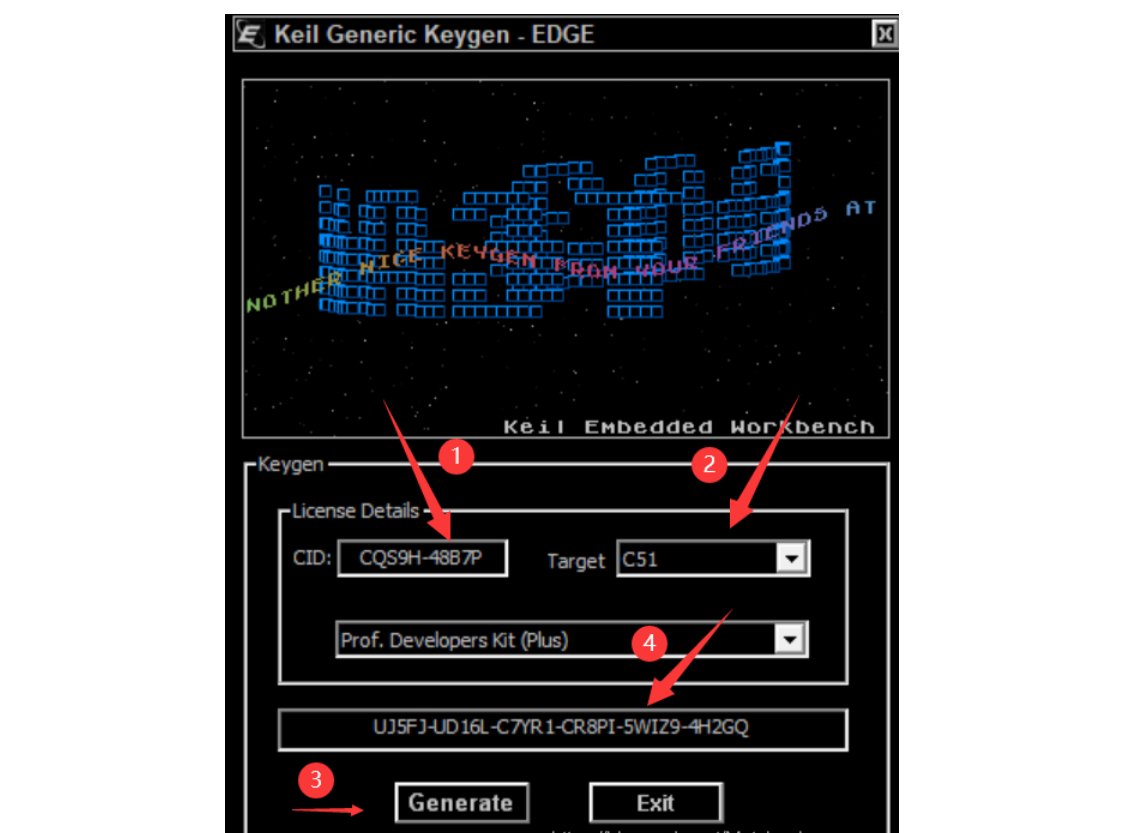 Keil Generic Keygen - EDGE
NOTHER NICE KEYGEN FROM YOUR FRIENDS AT
Keil Embedded Workbench
1
2
Keygen
License Details
CID: CQS9H-48B7P Target C51
Prof. Developers Kit (Plus)
4
UJ5FJ-UD16L-C7YR1-CR8PI-5WIZ9-4H2GQ
3
Generate Exit